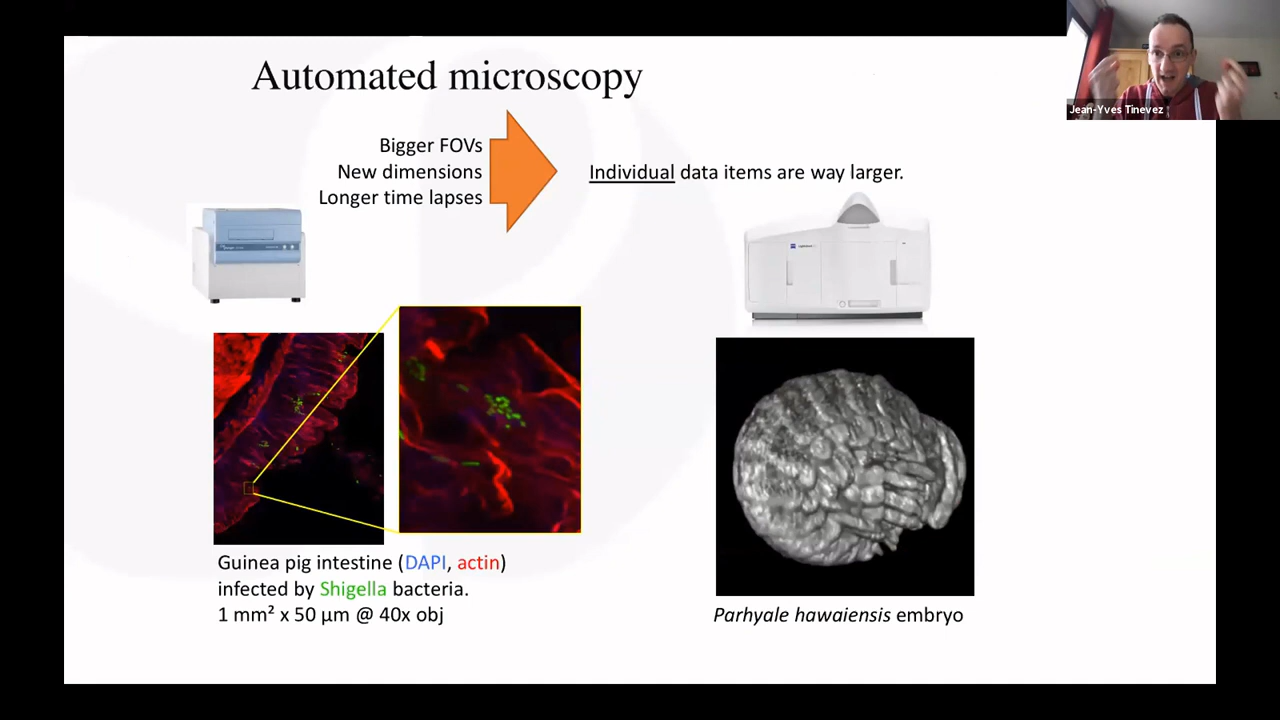 Automated microscopy
Jean-Yves Tinevez
Bigger FOVs
New dimensions
Longer time lapses
Individual data items are way larger.
Guinea pig intestine (DAPI, actin)
infected by Shigella bacteria.
1 mm² x 50 µm @ 40x obj
Parhyale hawaiensis embryo